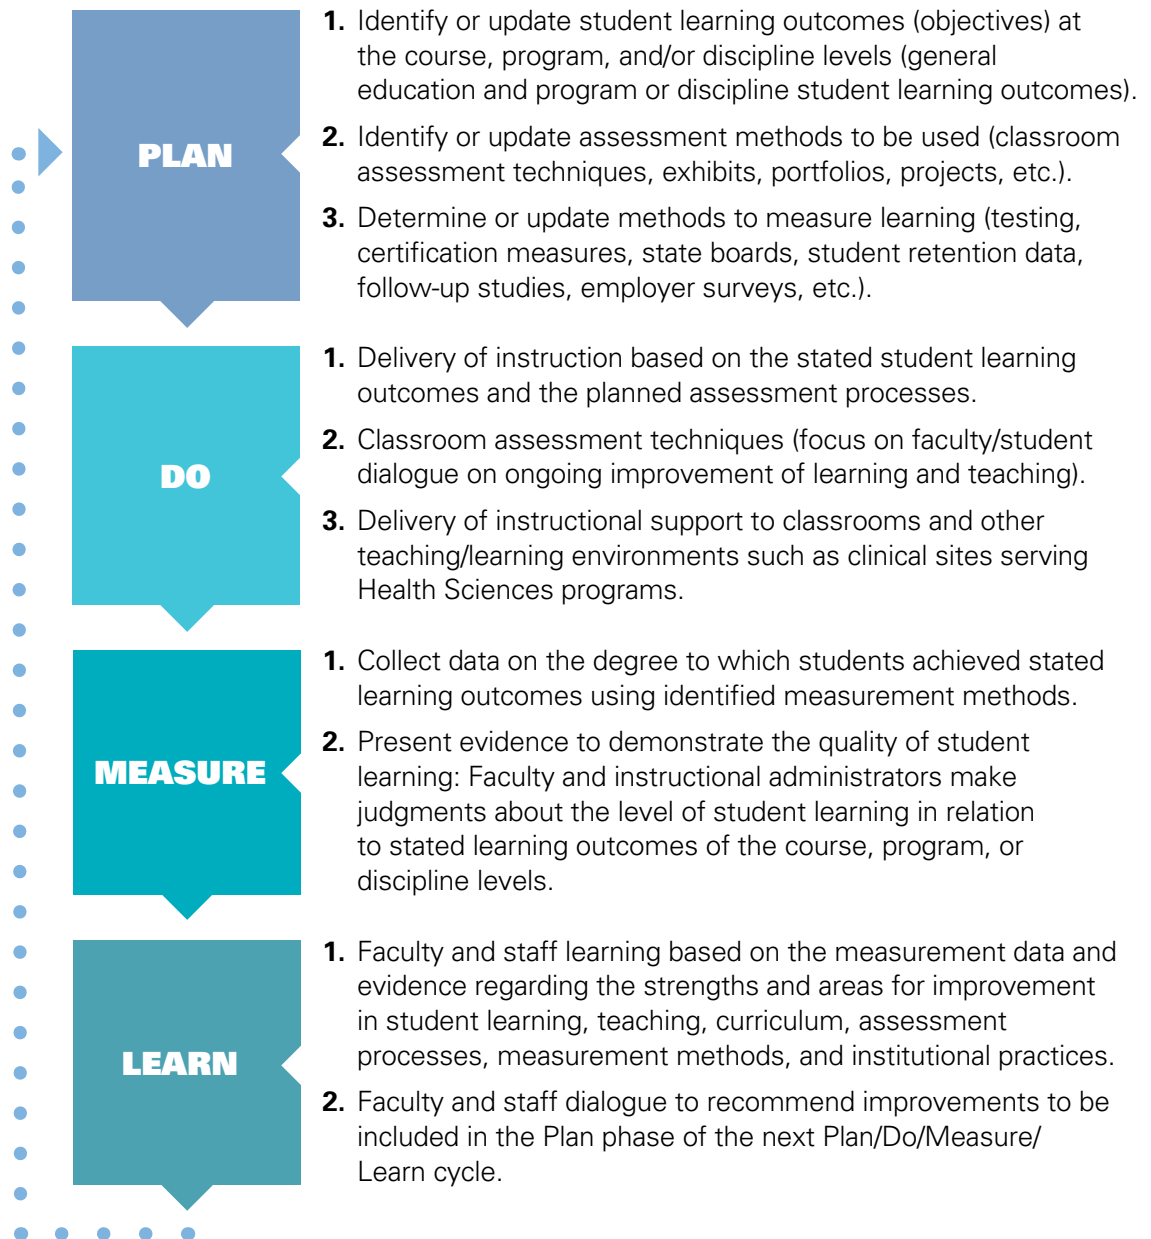 PLAN
1. Identify or update student learning outcomes (objectives) at
the course, program, and/or discipline levels (general
education and program or discipline student learning outcomes).
2. Identify or update assessment methods to be used (classroom
assessment techniques, exhibits, portfolios, projects, etc.).
3. Determine or update methods to measure learning (testing,
certification measures, state boards, student retention data,
follow-up studies, employer surveys, etc.).
DO
1. Delivery of instruction based on the stated student learning
outcomes and the planned assessment processes.
2. Classroom assessment techniques (focus on faculty/student
dialogue on ongoing improvement of learning and teaching).
3. Delivery of instructional support to classrooms and other
teaching/learning environments such as clinical sites serving
Health Sciences programs.
MEASURE
1. Collect data on the degree to which students achieved stated
learning outcomes using identified measurement methods.
2. Present evidence to demonstrate the quality of student
learning: Faculty and instructional administrators make
judgments about the level of student learning in relation
to stated learning outcomes of the course, program, or
discipline levels.
LEARN
1. Faculty and staff learning based on the measurement data and
evidence regarding the strengths and areas for improvement
in student learning, teaching, curriculum, assessment
processes, measurement methods, and institutional practices.
2. Faculty and staff dialogue to recommend improvements to be
included in the Plan phase of the next Plan/Do/Measure/
Learn cycle.